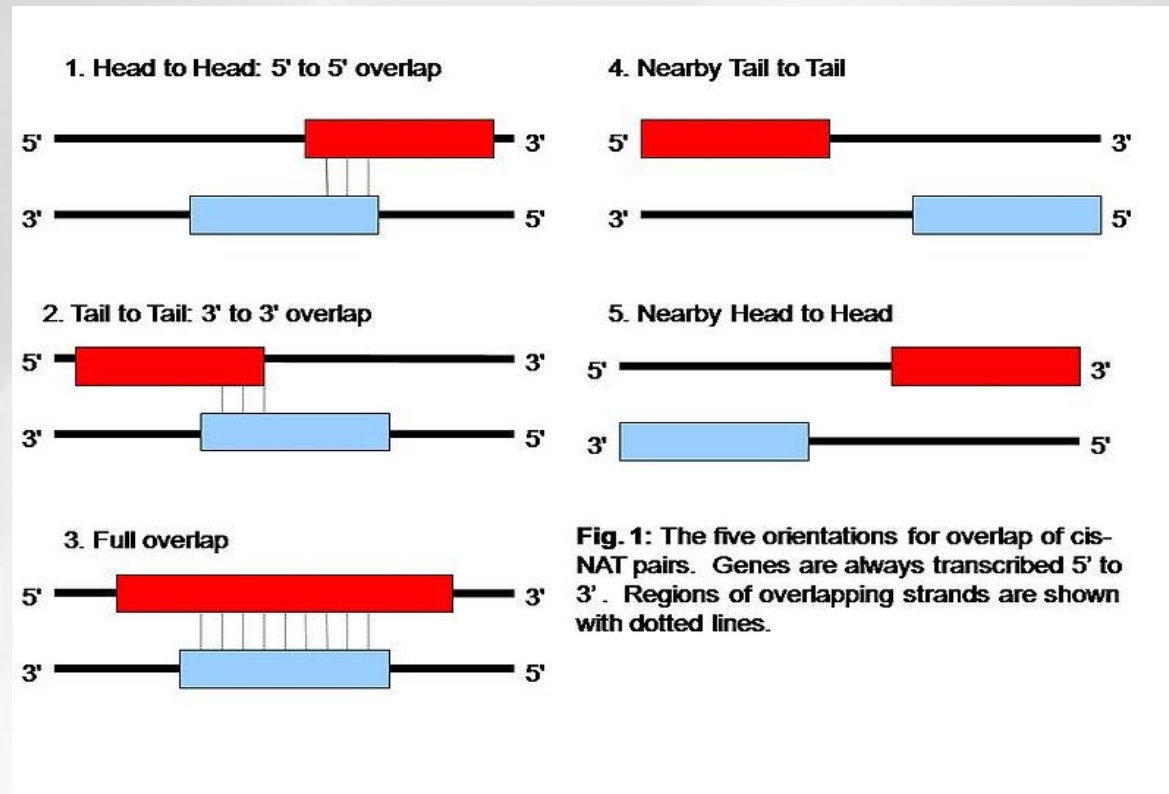 1. Head to Head: 5' to 5' overlap
5' 3'
3' 5'
2. Tail to Tail: 3' to 3' overlap
5' 3'
3' 5'
3. Full overlap
5' 3'
3' 5'
4. Nearby Tail to Tail
5' 3'
3' 5'
5. Nearby Head to Head
5' 3'
3' 5'
Fig. 1: The five orientations for overlap of cis-
NAT pairs. Genes are always transcribed 5' to
3'. Regions of overlapping strands are shown
with dotted lines.